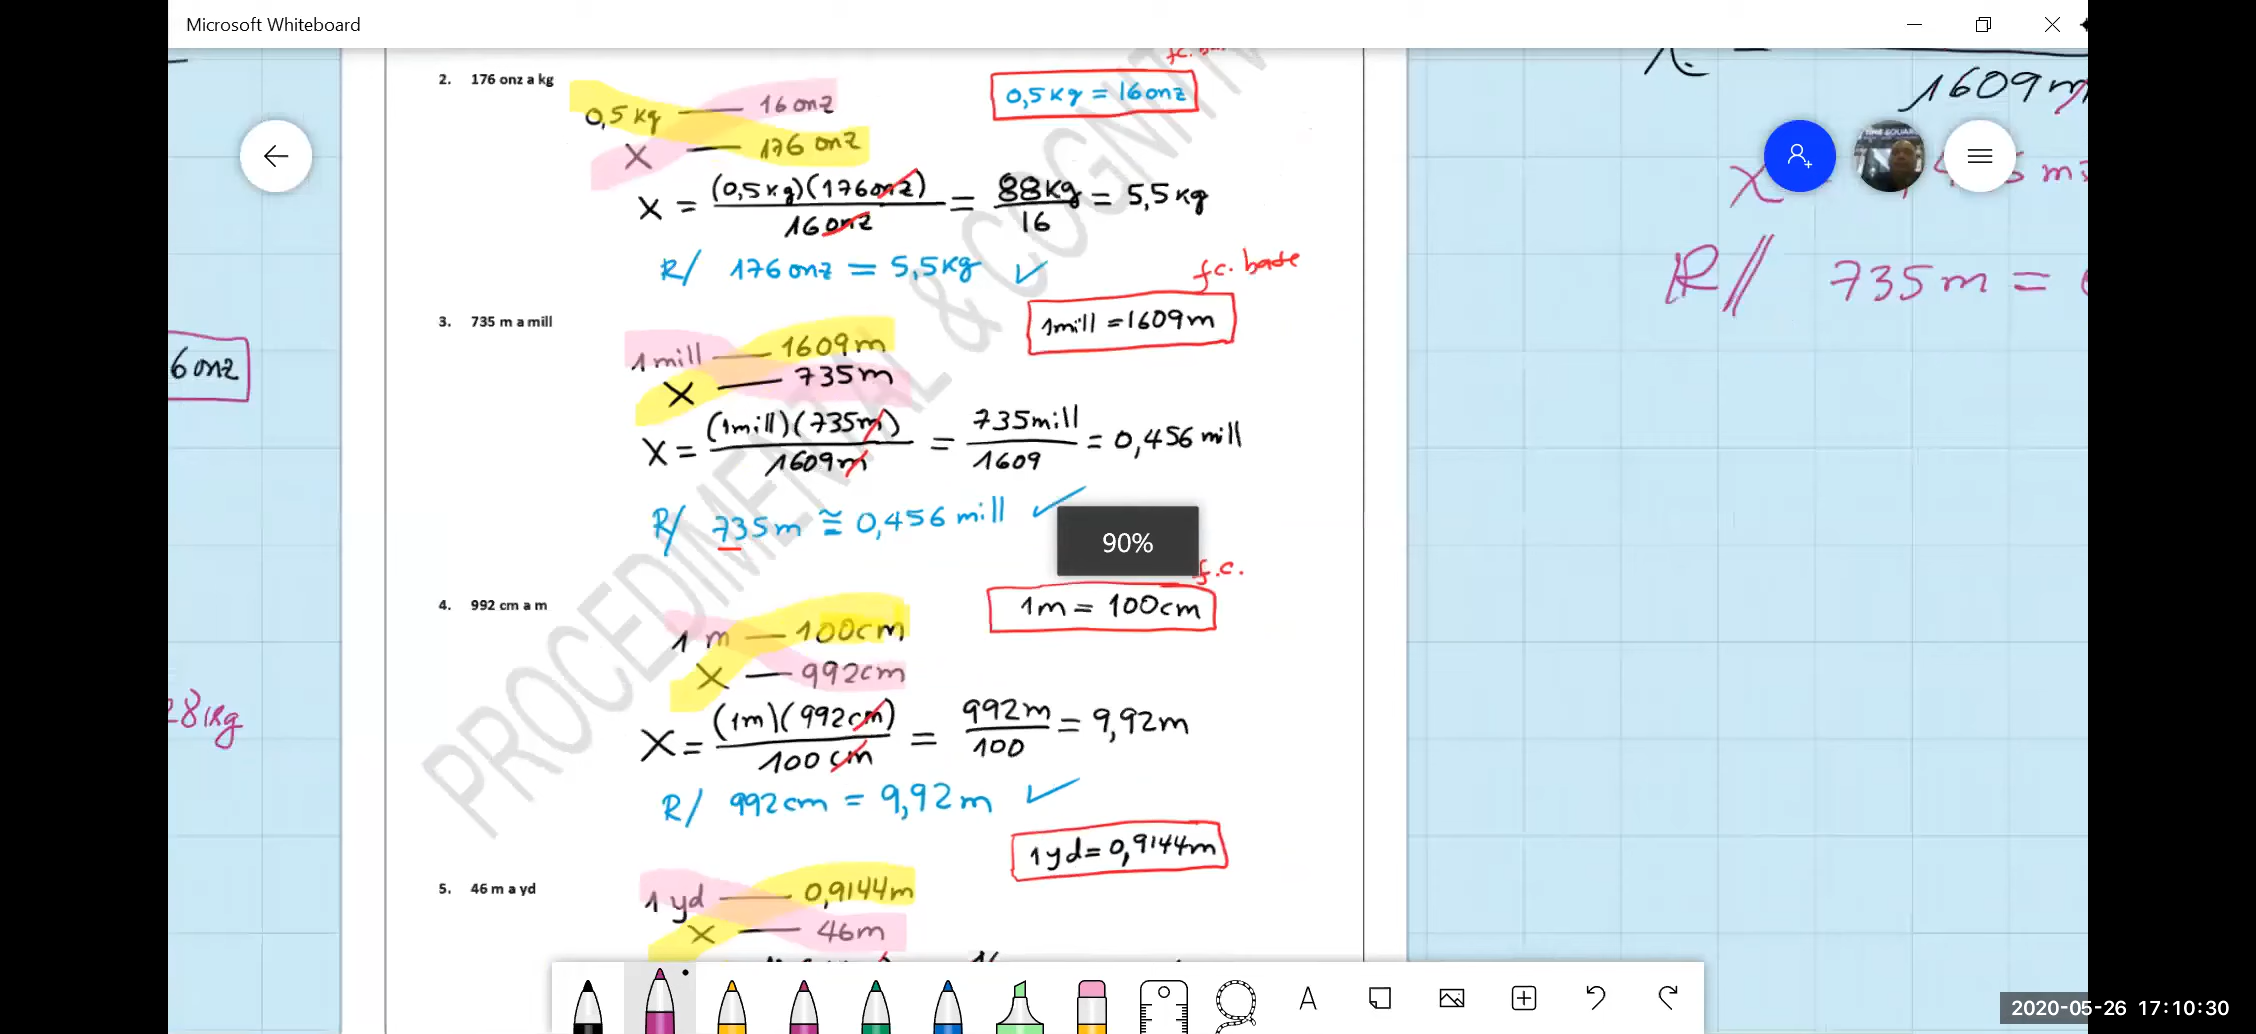 Microsoft Whiteboard
2. 176 onz a kg
0,5 kg — 16 onz
0,5 Kg = 16 onz
X — 176 onz
X = (0,5 kg)(176 onz) / 16 onz = 88 Kg / 16 = 5,5 kg
R/ 176 onz = 5,5 Kg ✓
fc. base
3. 735 m a mill
1 mill — 1609 m
1 mill = 1609 m
X — 735 m
X = (1 mill)(735 m) / 1609 m = 735 mill / 1609 = 0,456 mill
R/ 735 m ≅ 0,456 mill ✓
90%
f.c.
4. 992 cm a m
1 m — 100 cm
1 m = 100 cm
X — 992 cm
X = (1 m)(992 cm) / 100 cm = 992 m / 100 = 9,92 m
R/ 992 cm = 9,92 m ✓
1 yd = 0,9144 m
5. 46 m a yd
1 yd — 0,9144 m
X — 46 m
PROCEDIMENTAL & COGNIT
6 onz
28 Kg
1609 m
R// 735 m =
A
2020-05-26 17:10:30